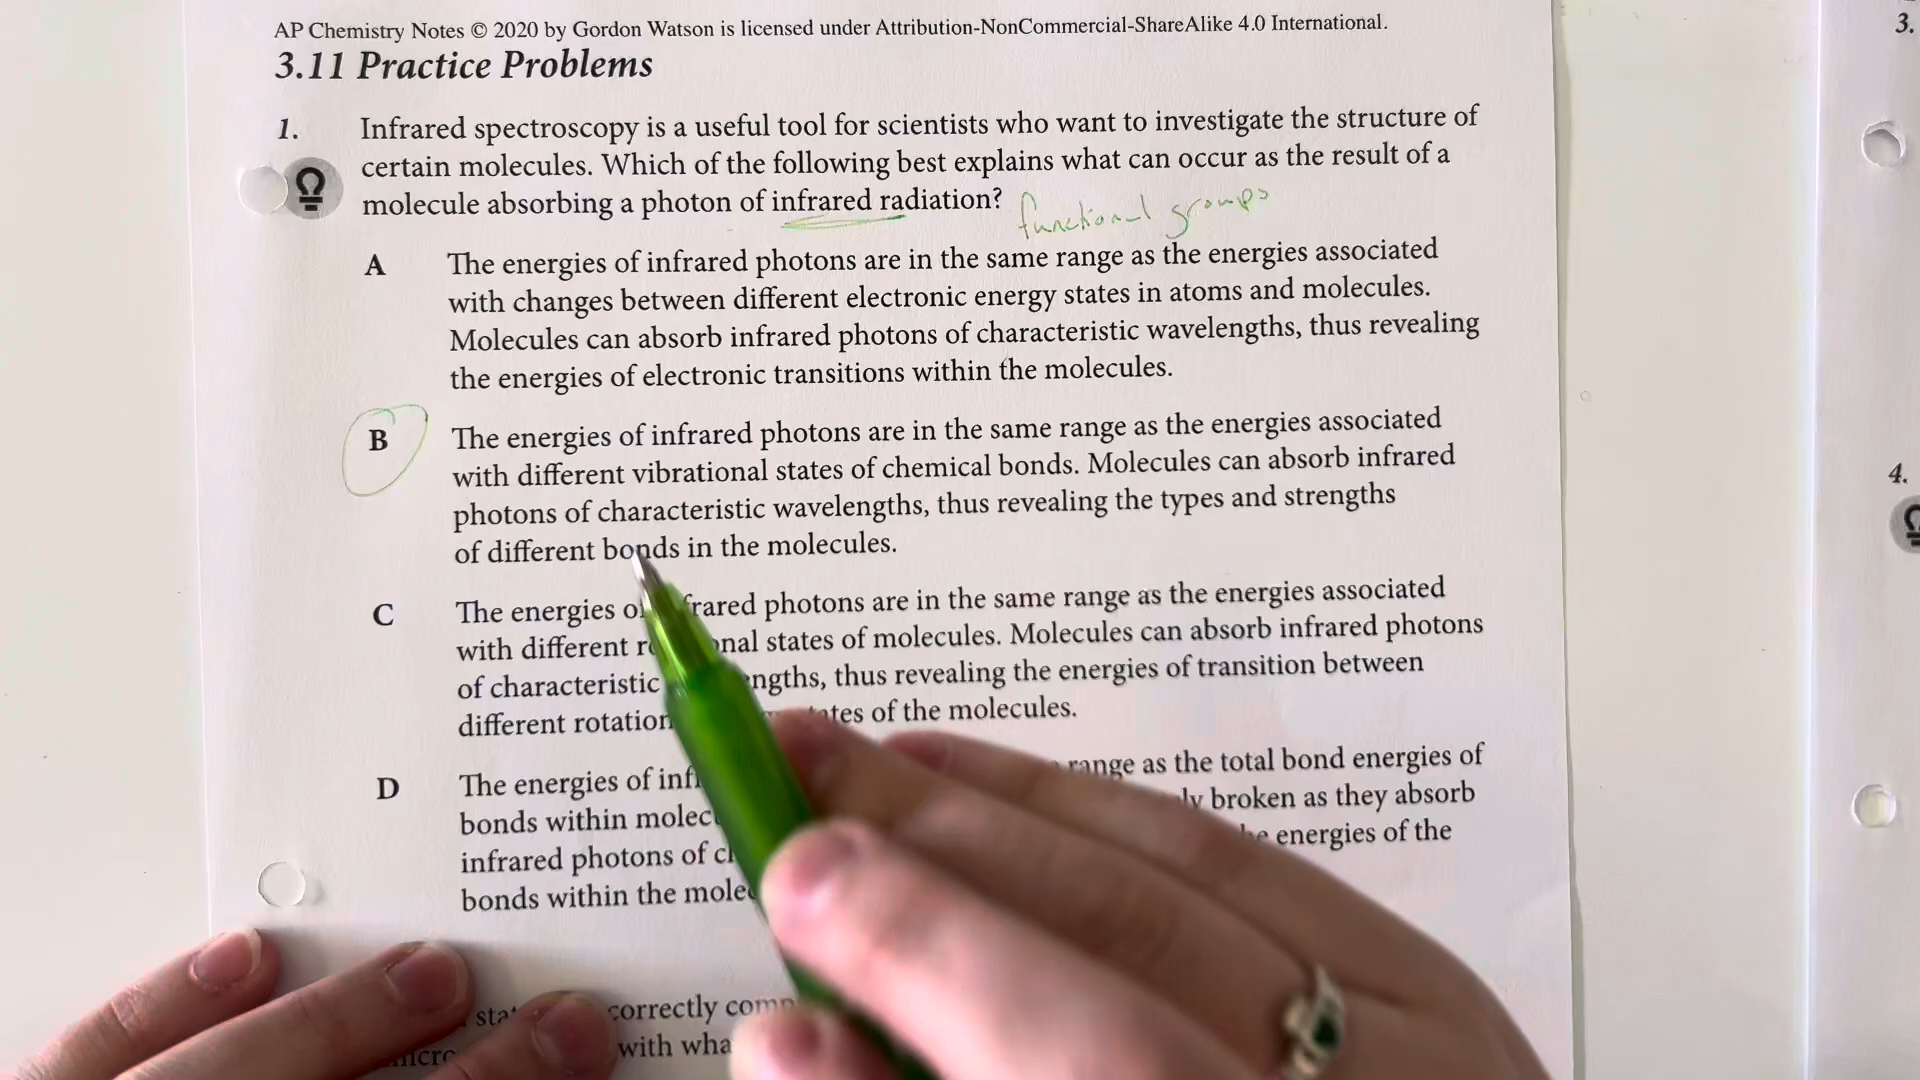 AP Chemistry Notes © 2020 by Gordon Watson is licensed under Attribution-NonCommercial-ShareAlike 4.0 International.
3.11 Practice Problems
1. Infrared spectroscopy is a useful tool for scientists who want to investigate the structure of
certain molecules. Which of the following best explains what can occur as the result of a
molecule absorbing a photon of infrared radiation?
functional groups
A The energies of infrared photons are in the same range as the energies associated
with changes between different electronic energy states in atoms and molecules.
Molecules can absorb infrared photons of characteristic wavelengths, thus revealing
the energies of electronic transitions within the molecules.
B The energies of infrared photons are in the same range as the energies associated
with different vibrational states of chemical bonds. Molecules can absorb infrared
photons of characteristic wavelengths, thus revealing the types and strengths
of different bonds in the molecules.
C The energies frared photons are in the same range as the energies associated
with different onal states of molecules. Molecules can absorb infrared photons
of characteristic ngths, thus revealing the energies of transition between
different rotation tes of the molecules.
D The energies of inf range as the total bond energies of
bonds within molec ly broken as they absorb
infrared photons of energies of the
bonds within the mole
correctly com
with wha
3.
4.